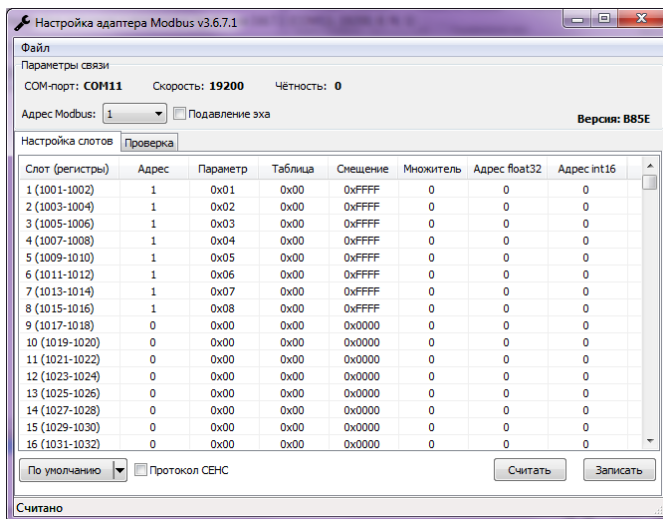 Настройка адаптера Modbus v3.6.7.1
Файл
Параметры связи
COM-порт: COM11 Скорость: 19200 Чётность: 0
Адрес Modbus: 1 Подавление эха
Версия: B85E
Настройка слотов Проверка
Слот (регистры) Адрес Параметр Таблица Смещение Множитель Адрес float32 Адрес int16
1 (1001-1002) 1 0x01 0x00 0xFFFF 0 0 0
2 (1003-1004) 1 0x02 0x00 0xFFFF 0 0 0
3 (1005-1006) 1 0x03 0x00 0xFFFF 0 0 0
4 (1007-1008) 1 0x04 0x00 0xFFFF 0 0 0
5 (1009-1010) 1 0x05 0x00 0xFFFF 0 0 0
6 (1011-1012) 1 0x06 0x00 0xFFFF 0 0 0
7 (1013-1014) 1 0x07 0x00 0xFFFF 0 0 0
8 (1015-1016) 1 0x08 0x00 0xFFFF 0 0 0
9 (1017-1018) 0 0x00 0x00 0x0000 0 0 0
10 (1019-1020) 0 0x00 0x00 0x0000 0 0 0
11 (1021-1022) 0 0x00 0x00 0x0000 0 0 0
12 (1023-1024) 0 0x00 0x00 0x0000 0 0 0
13 (1025-1026) 0 0x00 0x00 0x0000 0 0 0
14 (1027-1028) 0 0x00 0x00 0x0000 0 0 0
15 (1029-1030) 0 0x00 0x00 0x0000 0 0 0
16 (1031-1032) 0 0x00 0x00 0x0000 0 0 0
По умолчанию Протокол СЕНС Считать Записать
Считано